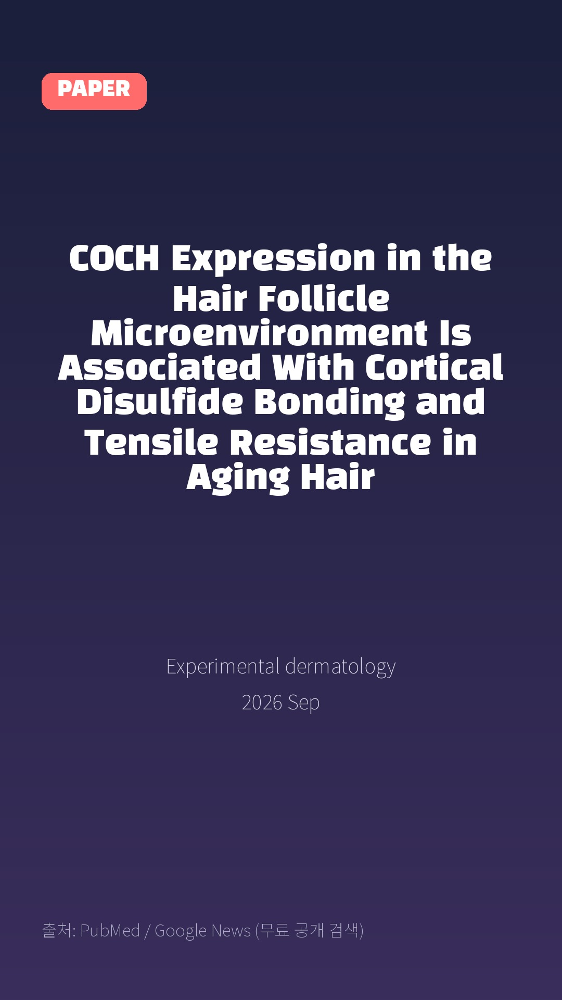 PAPER
COCH Expression in the
Hair Follicle
Microenvironment Is
Associated With Cortical
Disulfide Bonding and
Tensile Resistance in
Aging Hair
Experimental dermatology
2026 Sep
출처: PubMed / Google News (무료 공개 검색)